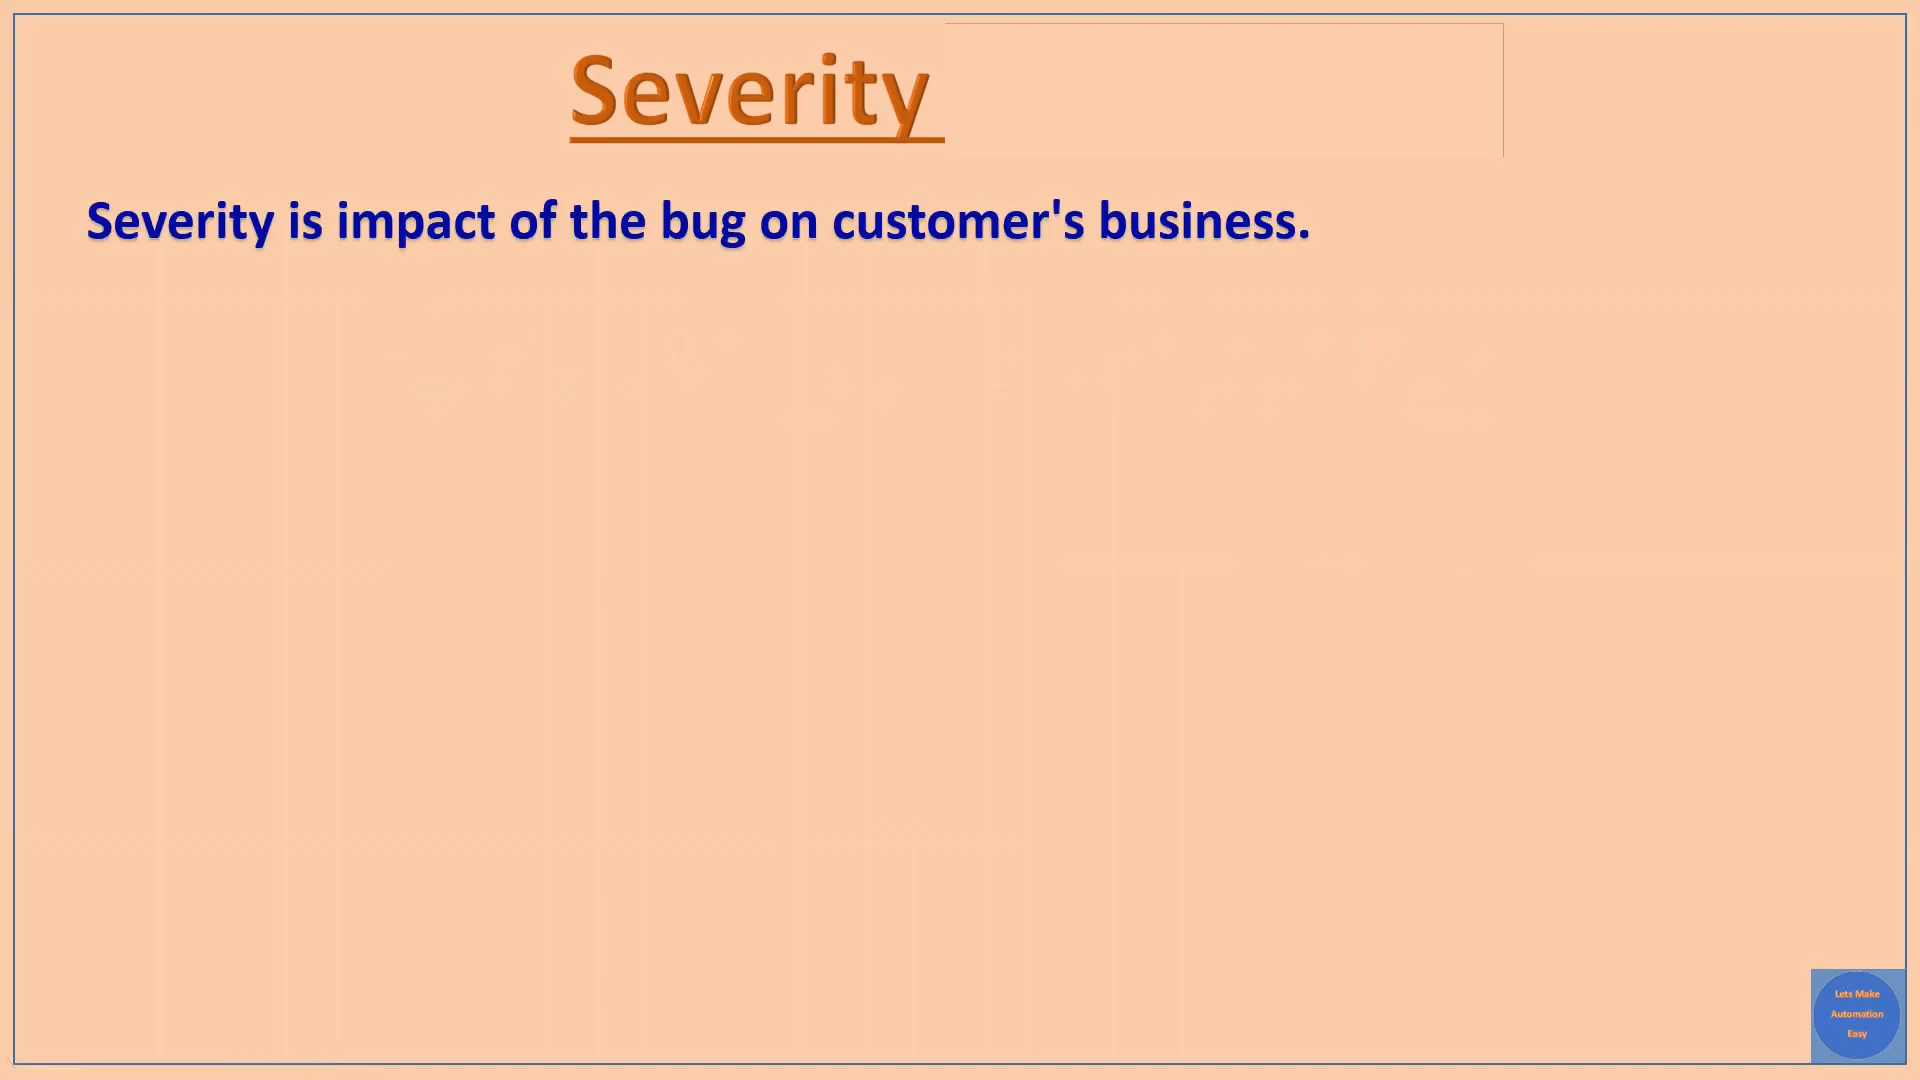 Severity
Severity is impact of the bug on customer's business.
Lets Make
Automation
Easy